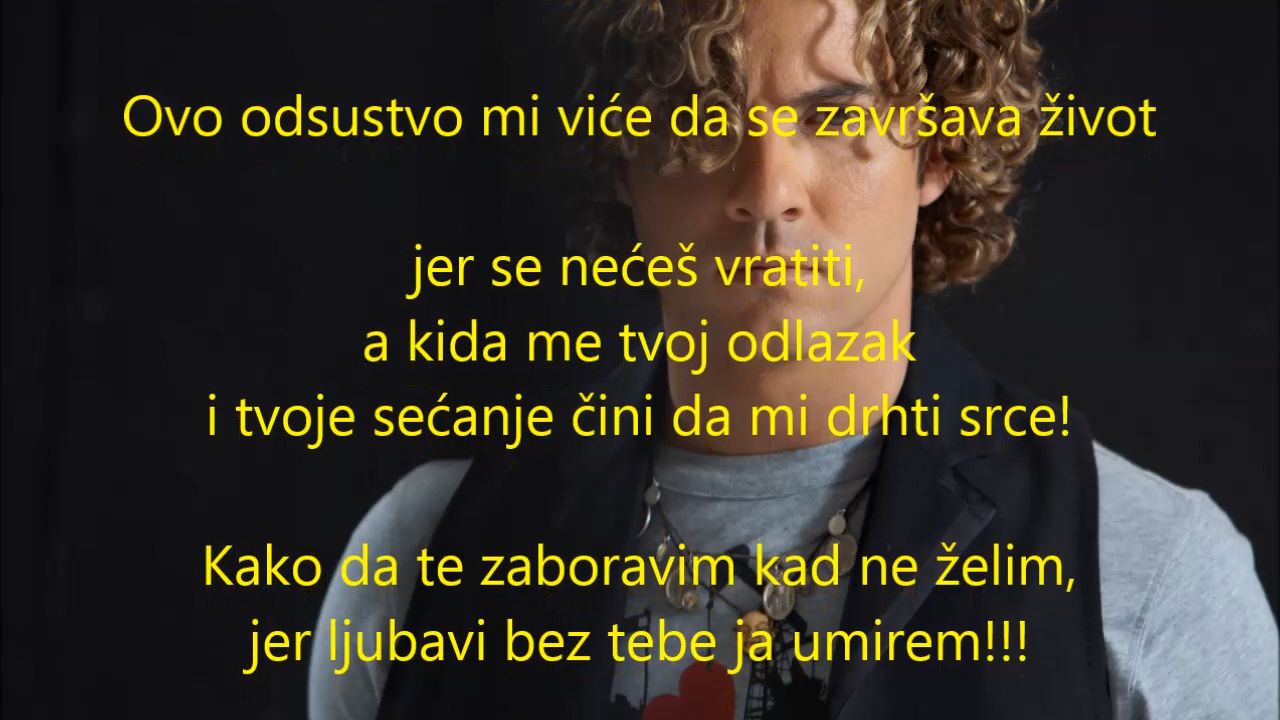 Ovo odsustvo mi viće da se završava život
jer se nećeš vratiti,
a kida me tvoj odlazak
i tvoje sećanje čini da mi drhti srce!
Kako da te zaboravim kad ne želim,
jer ljubavi bez tebe ja umirem!!!